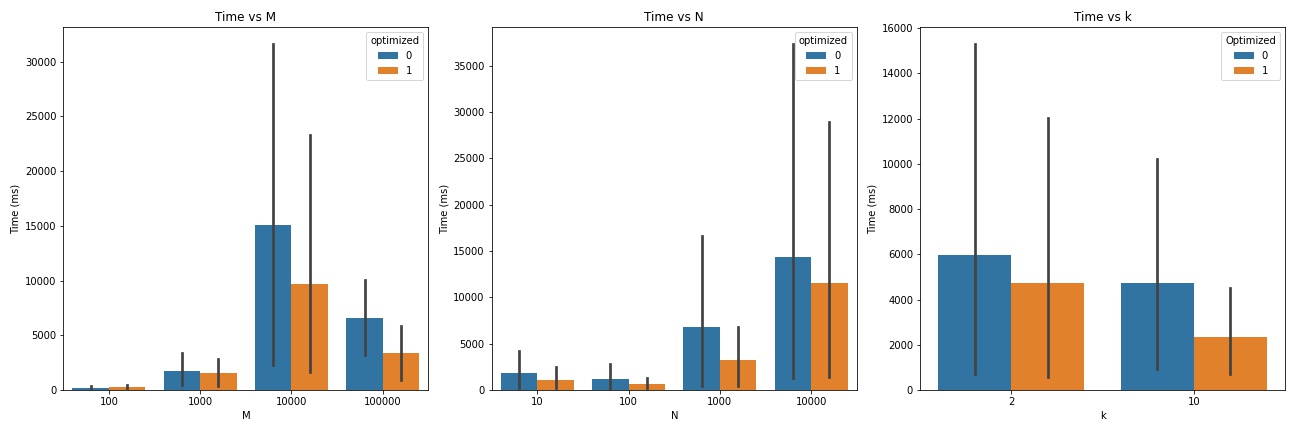 Time vs M
optimized
0
1
30000
25000
20000
15000
10000
5000
0
Time (ms)
100 1000 10000 100000
M
Time vs N
optimized
0
1
35000
30000
25000
20000
15000
10000
5000
0
Time (ms)
10 100 1000 10000
N
Time vs k
Optimized
0
1
16000
14000
12000
10000
8000
6000
4000
2000
0
Time (ms)
2 10
k